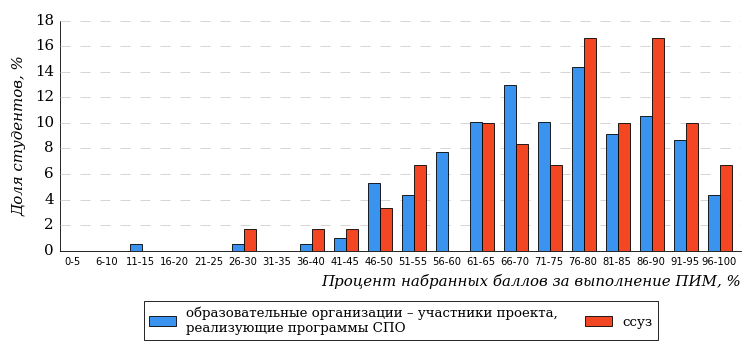 Доля студентов, %
18
16
14
12
10
8
6
4
2
0
0-5 6-10 11-15 16-20 21-25 26-30 31-35 36-40 41-45 46-50 51-55 56-60 61-65 66-70 71-75 76-80 81-85 86-90 91-95 96-100
Процент набранных баллов за выполнение ПИМ, %
образовательные организации – участники проекта,
реализующие программы СПО
ссуз